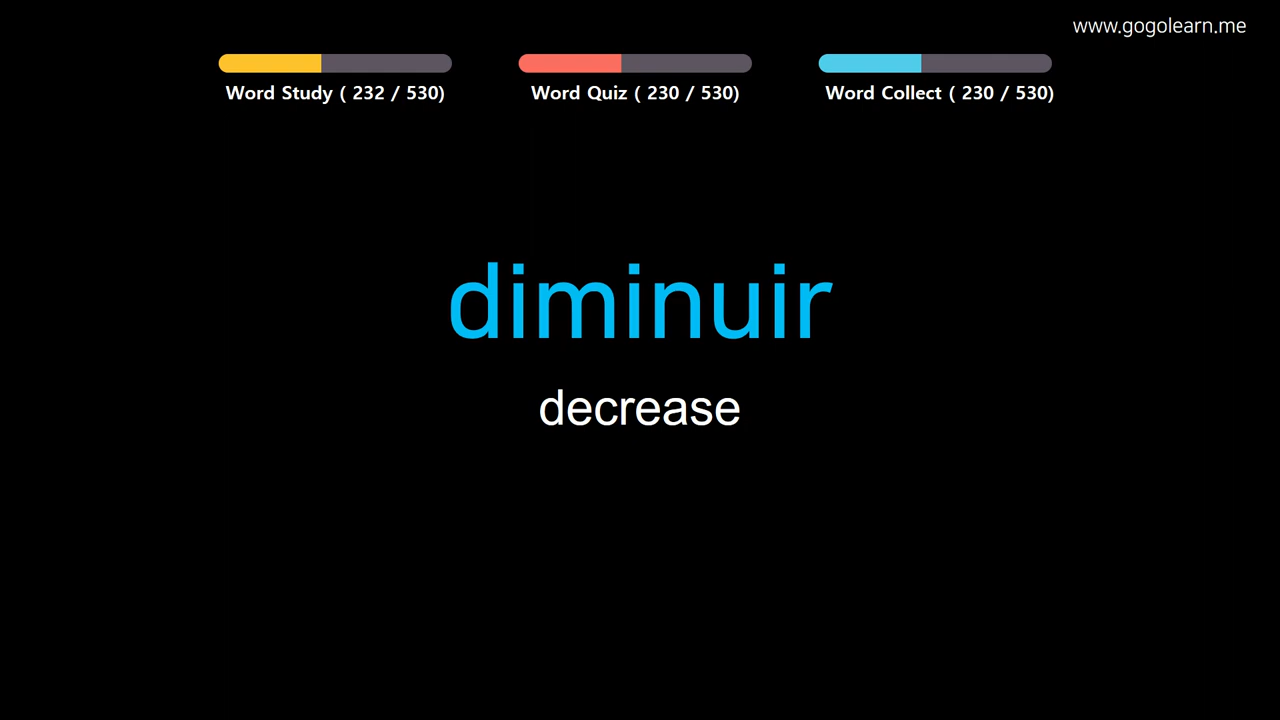 www.gogolearn.me
Word Study ( 232 / 530)
Word Quiz ( 230 / 530)
Word Collect ( 230 / 530)
diminuir
decrease